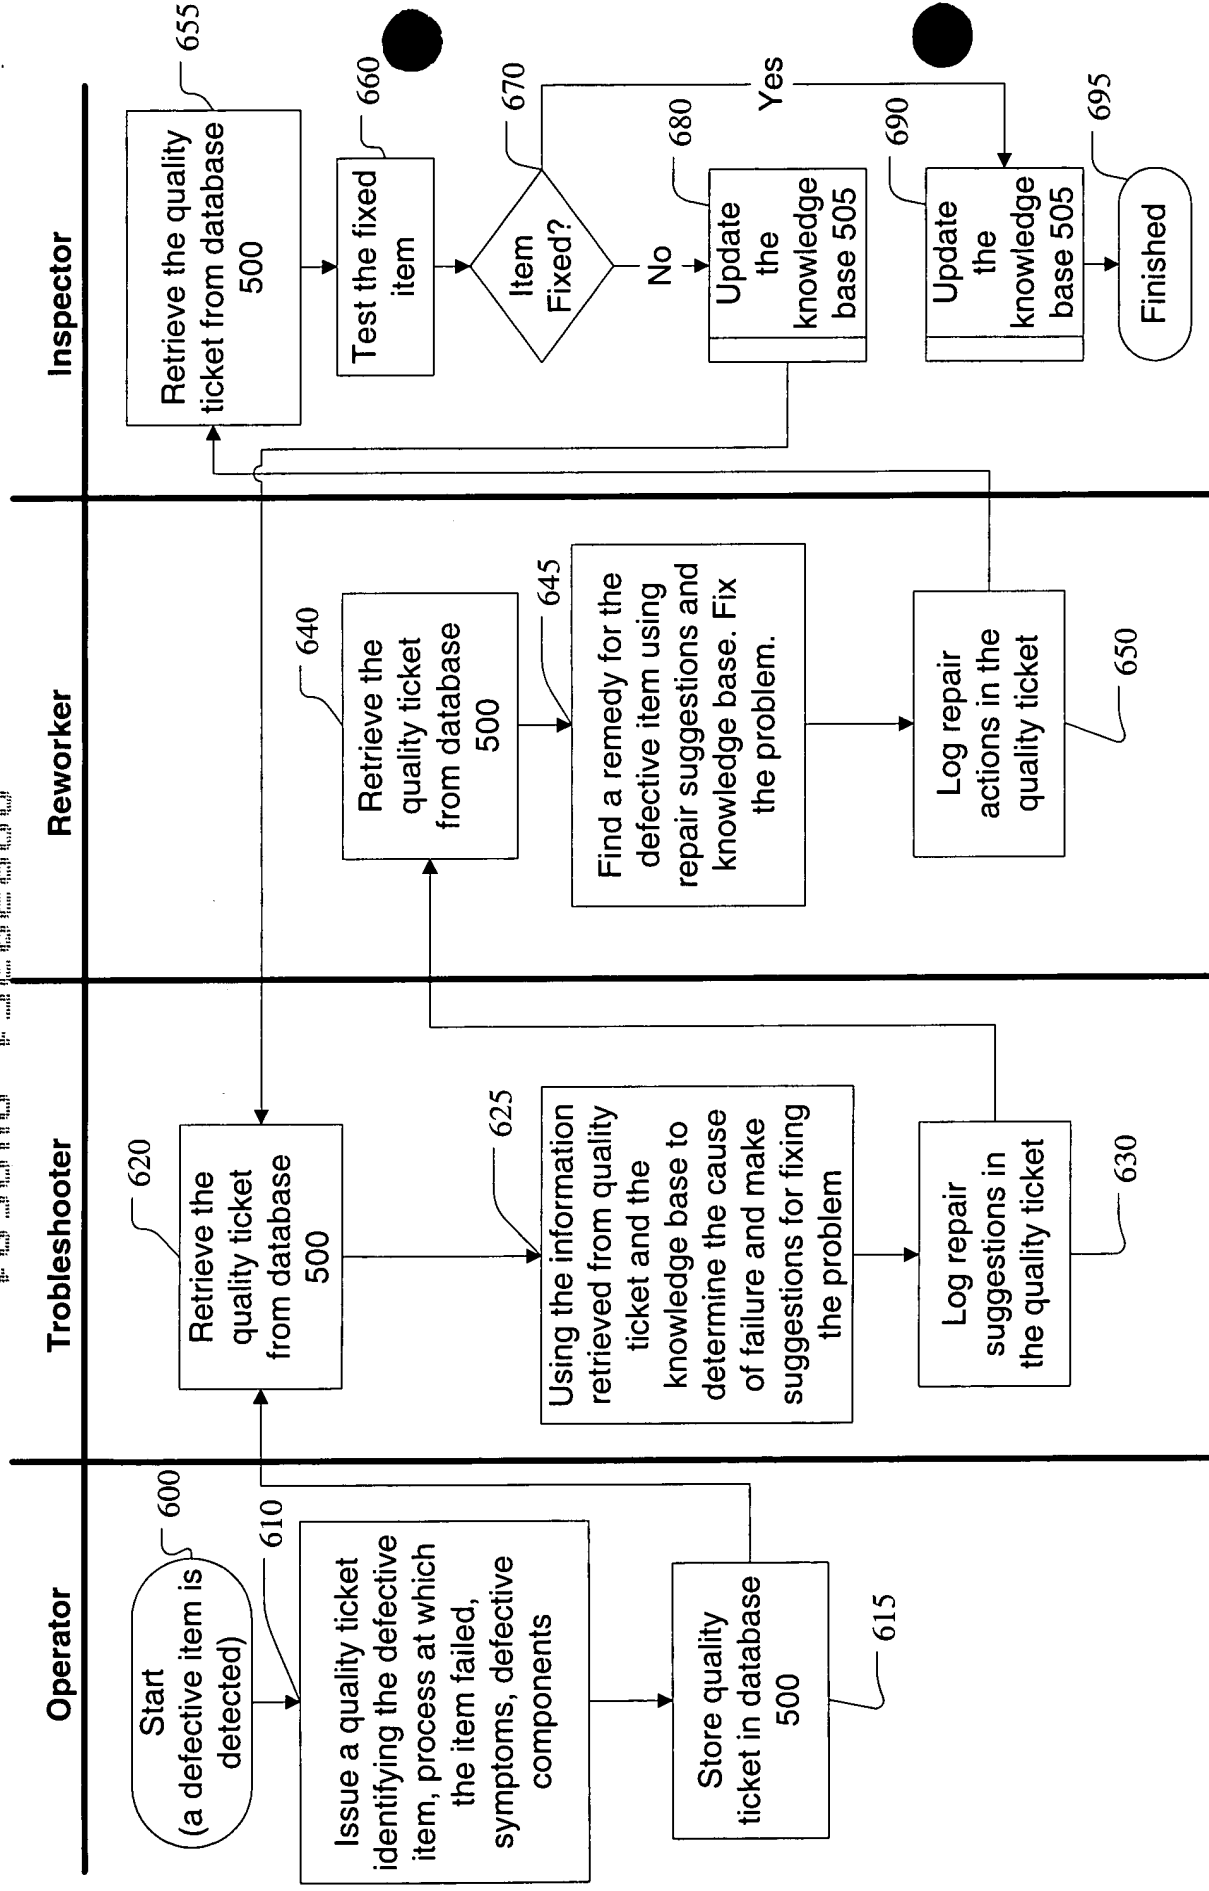 Operator
Trobleshooter
Reworker
Inspector
600
Start
(a defective item is
detected)
610
Issue a quality ticket
identifying the defective
item, process at which
the item failed,
symptoms, defective
components
Store quality
ticket in database
500
615
620
Retrieve the
quality ticket
from database
500
625
Using the information
retrieved from quality
ticket and the
knowledge base to
determine the cause
of failure and make
suggestions for fixing
the problem
Log repair
suggestions in
the quality ticket
630
640
Retrieve the
quality ticket
from database
500
645
Find a remedy for the
defective item using
repair suggestions and
knowledge base. Fix
the problem.
Log repair
actions in the
quality ticket
650
655
Retrieve the quality
ticket from database
500
660
Test the fixed
item
670
Item
Fixed?
No
Yes
680
Update
the
knowledge
base 505
690
Update
the
knowledge
base 505
695
Finished